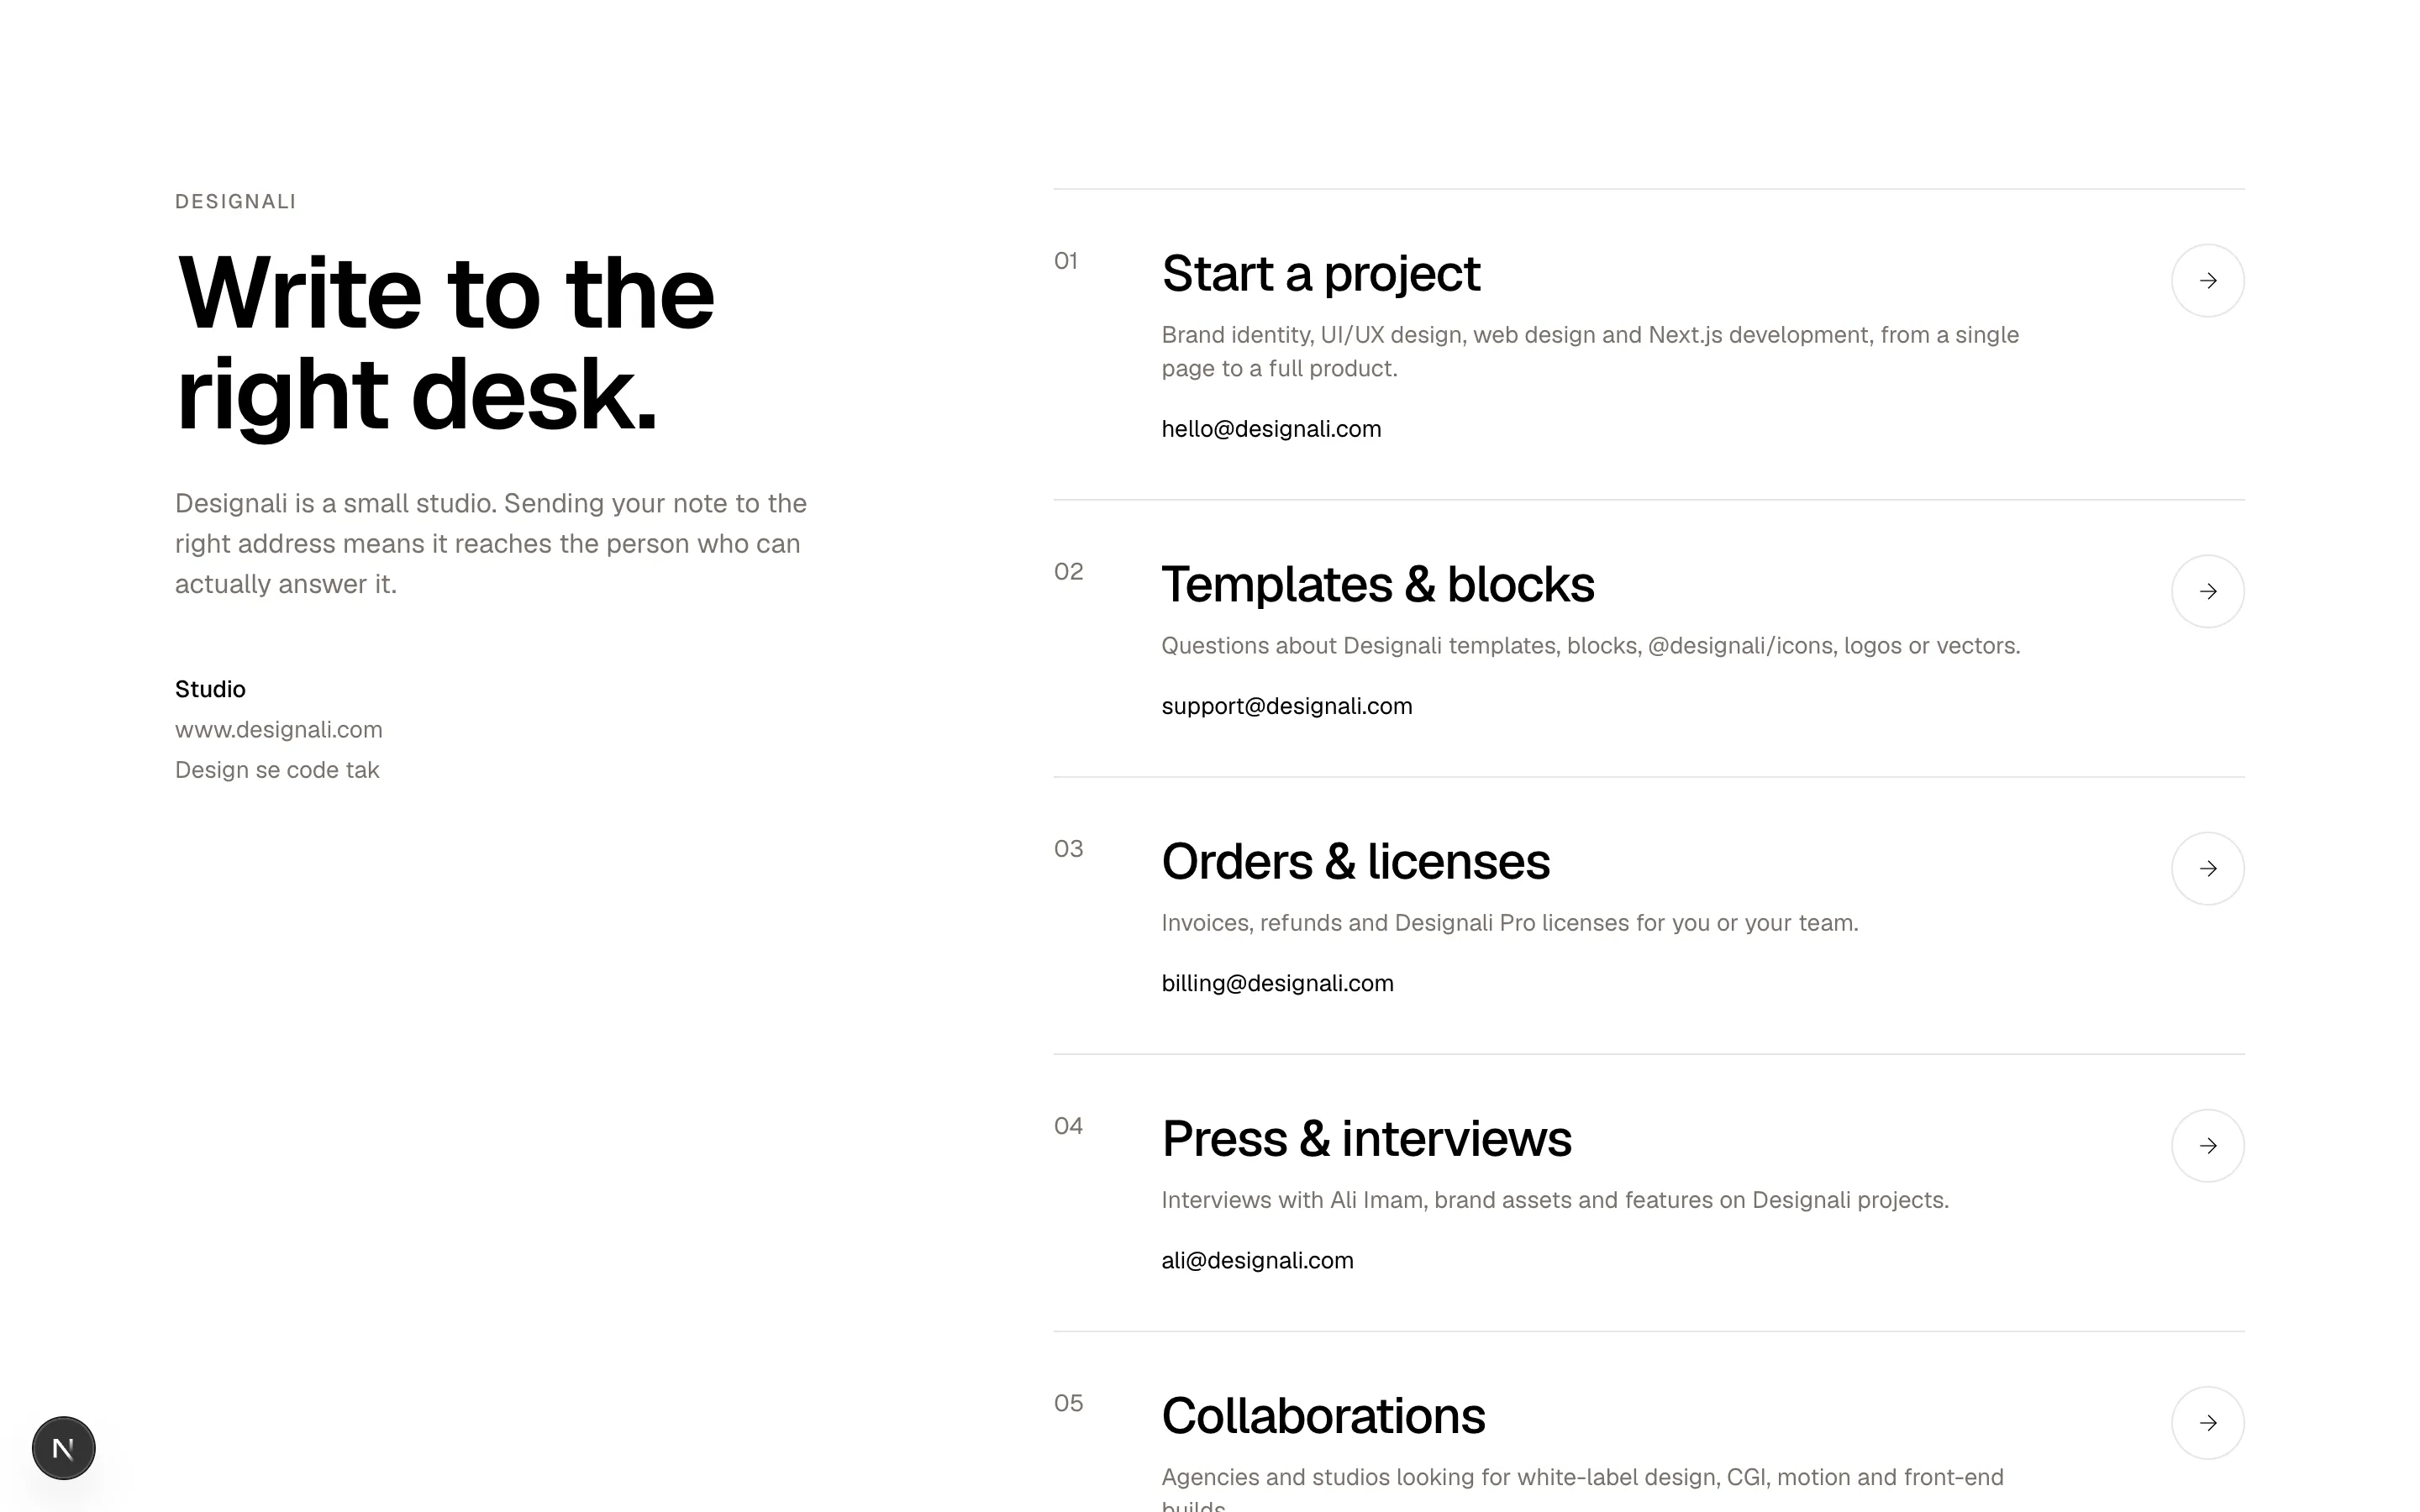 DESIGNALI
Write to the
right desk.
Designali is a small studio. Sending your note to the
right address means it reaches the person who can
actually answer it.
Studio
www.designali.com
Design se code tak
01
Start a project
Brand identity, UI/UX design, web design and Next.js development, from a single
page to a full product.
hello@designali.com
02
Templates & blocks
Questions about Designali templates, blocks, @designali/icons, logos or vectors.
support@designali.com
03
Orders & licenses
Invoices, refunds and Designali Pro licenses for you or your team.
billing@designali.com
04
Press & interviews
Interviews with Ali Imam, brand assets and features on Designali projects.
ali@designali.com
05
Collaborations
Agencies and studios looking for white-label design, CGI, motion and front-end
builds.
N